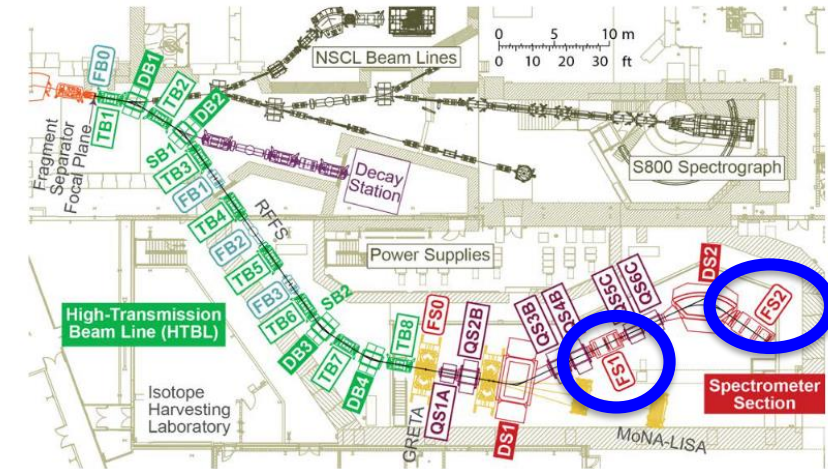 NSCL Beam Lines
0 5 10 m
0 10 20 30 ft
FB0
DB1
TB2
DB2
TB1
SB1
TB3
FB1
Fragment
Separator
Focal Plane
Decay
Station
S800 Spectrograph
TB4
RFFS
FB2
Power Supplies
TB5
FB3
SB2
TB6
High-Transmission
Beam Line (HTBL)
DB3
TB7
DB4
TB8
FS0
QS2B
QS3B
QS4B
QS5C
QS6C
DS2
FS2
FS1
Isotope
Harvesting
Laboratory
GRETA
QS1A
DS1
Spectrometer
Section
MoNA-LISA